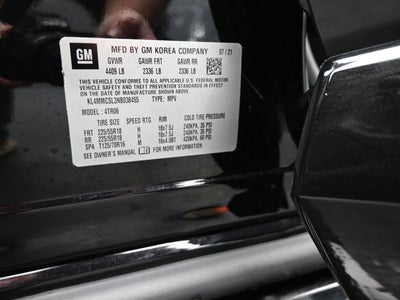 GM
MFD BY GM KOREA COMPANY 07/21
GVWR GAWR FRT GAWR RR
4409 LB 2336 LB 2336 LB
THIS VEHICLE CONFORMS TO ALL APPLICABLE U.S. FEDERAL MOTOR
VEHICLE SAFETY AND THEFT PREVENTION STANDARDS IN EFFECT
ON THE DATE OF MANUFACTURE SHOWN ABOVE.
KL4MMCSL3NB038455 TYPE: MPV
MODEL: 4TR06
TIRE SIZE SPEED RTG RIM COLD TIRE PRESSURE
FRT 225/55R18 H 18x7.5J 240KPA, 35 PSI
RR 225/55R18 H 18x7.5J 240KPA, 35 PSI
SPA T125/70R16 M 16x4.0BT 420KPA, 60 PSI
SEE OWNER'S MANUAL FOR MORE INFORMATION.